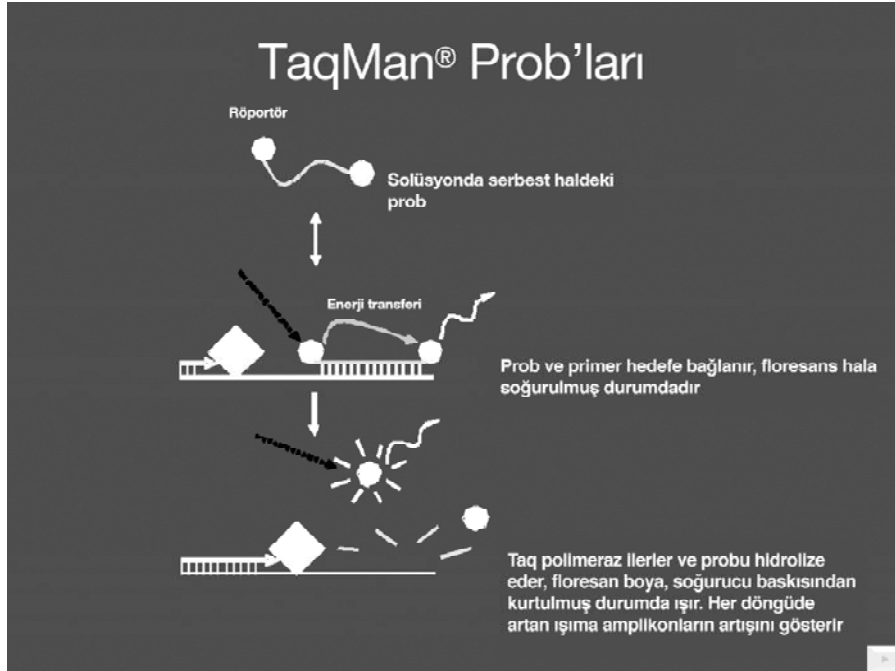 TaqMan® Prob'ları
Röportör
Solüsyonda serbest haldeki
prob
Enerji transferi
Prob ve primer hedefe bağlanır, floresans hala
soğurulmuş durumdadır
Taq polimeraz ilerler ve probu hidrolize
eder, floresan boya, soğurucu baskısından
kurtulmuş durumda ışır. Her döngüde
artan ışıma amplikonların artışını gösterir